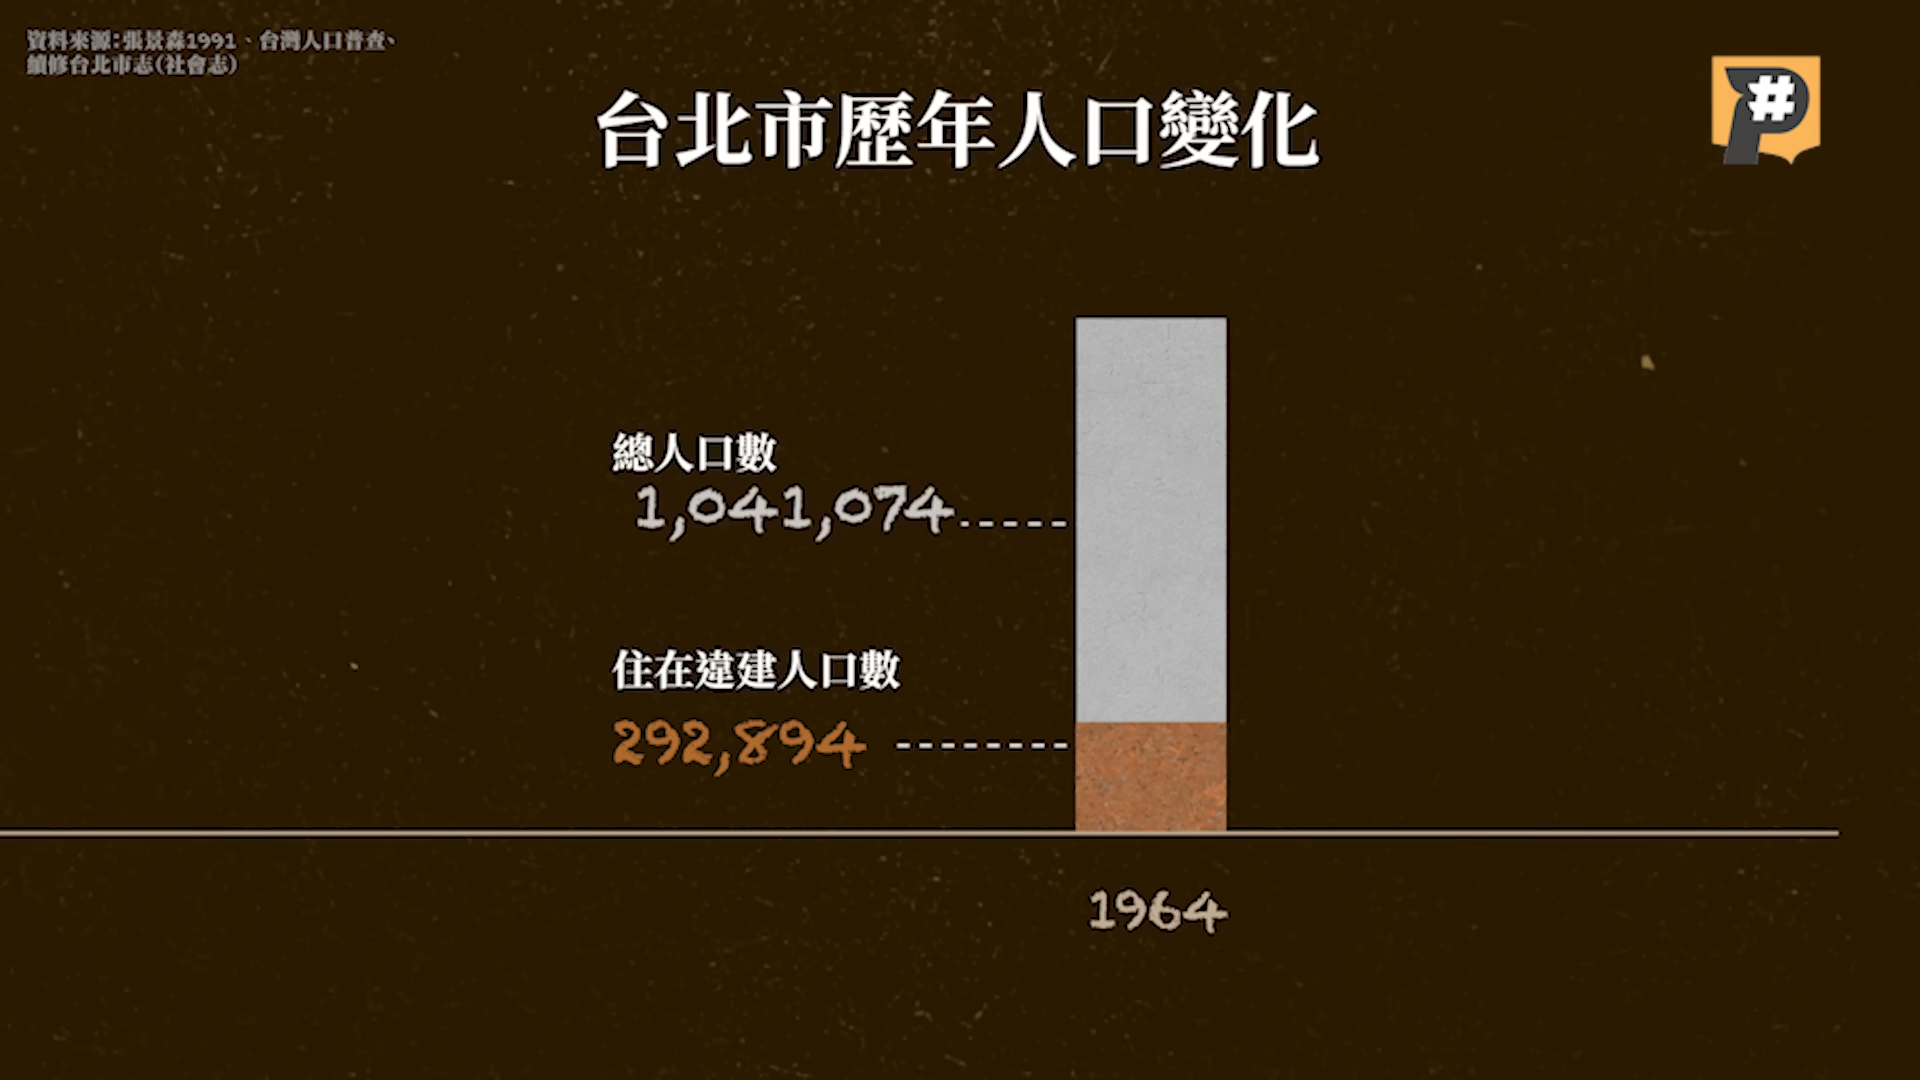 資料來源:張景森1991、台灣人口普查、
續修台北市志(社會志)
台北市歷年人口變化
P#
總人口數
1,041,074
住在違建人口數
292,894
1964